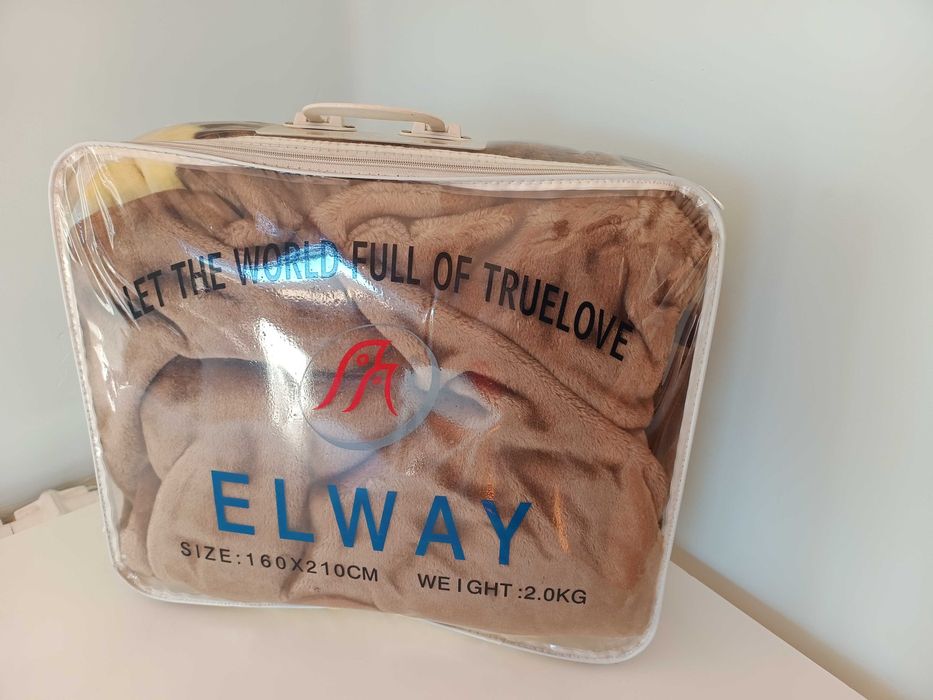 LET THE WORLD FULL OF TRUELOVE
ELWAY
SIZE:160X210CM WEIGHT:2.0KG